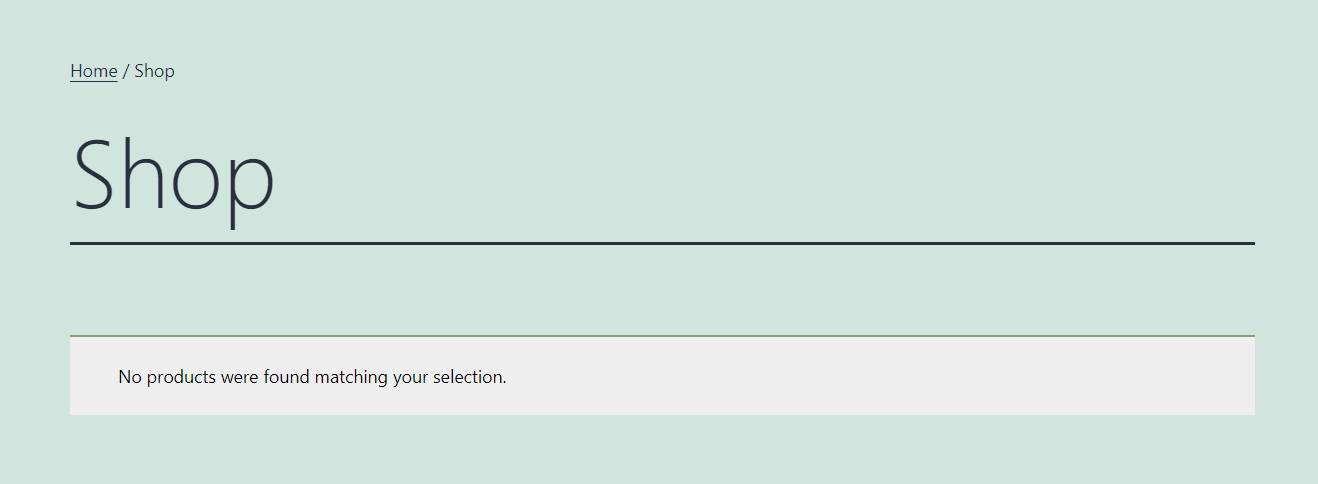 Home / Shop
Shop
No products were found matching your selection.